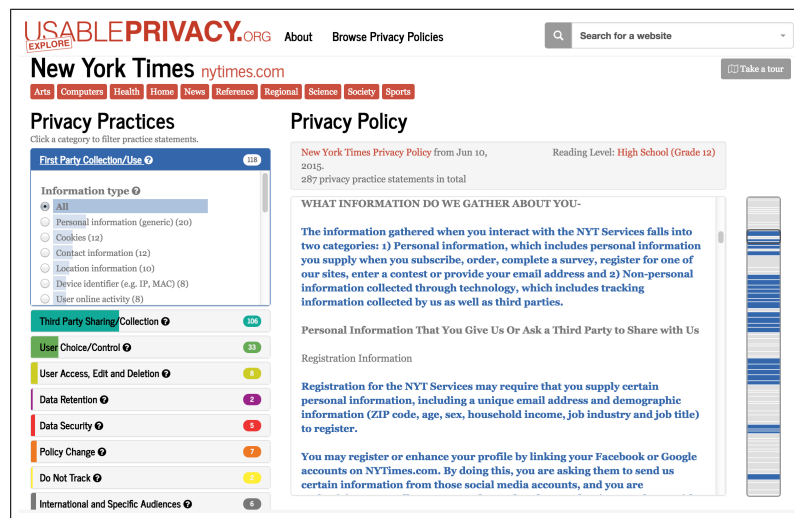 USABLEPRIVACY.ORG
EXPLORE
About
Browse Privacy Policies
Search for a website
New York Times nytimes.com
Take a tour
Arts Computers Health Home News Reference Regional Science Society Sports
Privacy Practices
Click a category to filter practice statements.
First Party Collection/Use 118
Information type
All
Personal information (generic) (20)
Cookies (12)
Contact information (12)
Location information (10)
Device identifier (e.g. IP, MAC) (8)
User online activity (8)
Third Party Sharing/Collection 106
User Choice/Control 33
User Access, Edit and Deletion 8
Data Retention 2
Data Security 5
Policy Change 7
Do Not Track
International and Specific Audiences 6
Privacy Policy
New York Times Privacy Policy from Jun 10,
2015.
287 privacy practice statements in total
Reading Level: High School (Grade 12)
WHAT INFORMATION DO WE GATHER ABOUT YOU-
The information gathered when you interact with the NYT Services falls into
two categories: 1) Personal information, which includes personal information
you supply when you subscribe, order, complete a survey, register for one of
our sites, enter a contest or provide your email address and 2) Non-personal
information collected through technology, which includes tracking
information collected by us as well as third parties.
Personal Information That You Give Us Or Ask a Third Party to Share with Us
Registration Information
Registration for the NYT Services may require that you supply certain
personal information, including a unique email address and demographic
information (ZIP code, age, sex, household income, job industry and job title)
to register.
You may register or enhance your profile by linking your Facebook or Google
accounts on NYTimes.com. By doing this, you are asking them to send us
certain information from those social media accounts, and you are